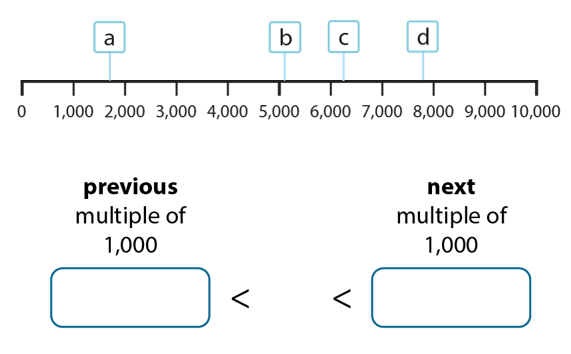 a b c d
0 1,000 2,000 3,000 4,000 5,000 6,000 7,000 8,000 9,000 10,000
previous next
multiple of multiple of
1,000 1,000
< <